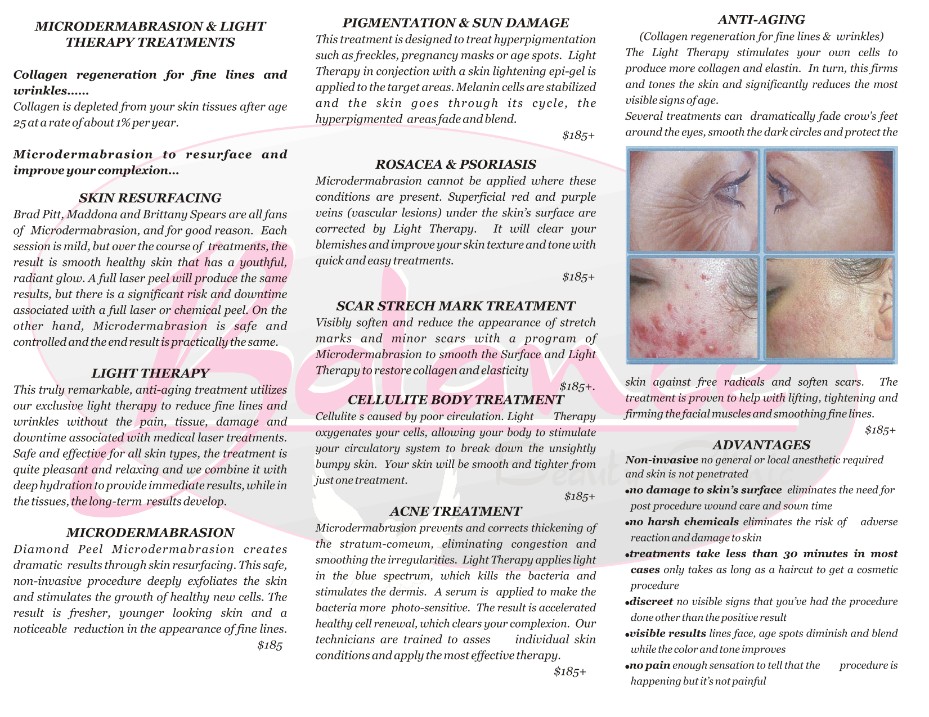 MICRODERMABRASION & LIGHT
THERAPY TREATMENTS
Collagen regeneration for fine lines and
wrinkles......
Collagen is depleted from your skin tissues after age
25 at a rate of about 1% per year.
Microdermabrasion to resurface and
improve your complexion...
SKIN RESURFACING
Brad Pitt, Maddona and Brittany Spears are all fans
of Microdermabrasion, and for good reason. Each
session is mild, but over the course of treatments, the
result is smooth healthy skin that has a youthful,
radiant glow. A full laser peel will produce the same
results, but there is a significant risk and downtime
associated with a full laser or chemical peel. On the
other hand, Microdermabrasion is safe and
controlled and the end result is practically the same.
LIGHT THERAPY
This truly remarkable, anti-aging treatment utilizes
our exclusive light therapy to reduce fine lines and
wrinkles without the pain, tissue, damage and
downtime associated with medical laser treatments.
Safe and effective for all skin types, the treatment is
quite pleasant and relaxing and we combine it with
deep hydration to provide immediate results, while in
the tissues, the long-term results develop.
MICRODERMABRASION
Diamond Peel Microdermabrasion creates
dramatic results through skin resurfacing. This safe,
non-invasive procedure deeply exfoliates the skin
and stimulates the growth of healthy new cells. The
result is fresher, younger looking skin and a
noticeable reduction in the appearance of fine lines.
$185
PIGMENTATION & SUN DAMAGE
This treatment is designed to treat hyperpigmentation
such as freckles, pregnancy masks or age spots. Light
Therapy in conjection with a skin lightening epi-gel is
applied to the target areas. Melanin cells are stabilized
and the skin goes through its cycle, the
hyperpigmented areas fade and blend.
$185+
ROSACEA & PSORIASIS
Microdermabrasion cannot be applied where these
conditions are present. Superficial red and purple
veins (vascular lesions) under the skin's surface are
corrected by Light Therapy. It will clear your
blemishes and improve your skin texture and tone with
quick and easy treatments.
$185+
SCAR STRECH MARK TREATMENT
Visibly soften and reduce the appearance of stretch
marks and minor scars with a program of
Microdermabrasion to smooth the Surface and Light
Therapy to restore collagen and elasticity
$185+.
CELLULITE BODY TREATMENT
Cellulite s caused by poor circulation. Light Therapy
oxygenates your cells, allowing your body to stimulate
your circulatory system to break down the unsightly
bumpy skin. Your skin will be smooth and tighter from
just one treatment.
$185+
ACNE TREATMENT
Microdermabrasion prevents and corrects thickening of
the stratum-comeum, eliminating congestion and
smoothing the irregularities. Light Therapy applies light
in the blue spectrum, which kills the bacteria and
stimulates the dermis. A serum is applied to make the
bacteria more photo-sensitive. The result is accelerated
healthy cell renewal, which clears your complexion. Our
technicians are trained to asses individual skin
conditions and apply the most effective therapy.
$185+
ANTI-AGING
(Collagen regeneration for fine lines & wrinkles)
The Light Therapy stimulates your own cells to
produce more collagen and elastin. In turn, this firms
and tones the skin and significantly reduces the most
visible signs of age.
Several treatments can dramatically fade crow's feet
around the eyes, smooth the dark circles and protect the
skin against free radicals and soften scars. The
treatment is proven to help with lifting, tightening and
firming the facial muscles and smoothing fine lines.
$185+
ADVANTAGES
Non-invasive no general or local anesthetic required
and skin is not penetrated
•no damage to skin's surface eliminates the need for
post procedure wound care and sown time
•no harsh chemicals eliminates the risk of adverse
reaction and damage to skin
•treatments take less than 30 minutes in most
cases only takes as long as a haircut to get a cosmetic
procedure
•discreet no visible signs that you've had the procedure
done other than the positive result
•visible results lines face, age spots diminish and blend
while the color and tone improves
•no pain enough sensation to tell that the procedure is
happening but it's not painful
Balance